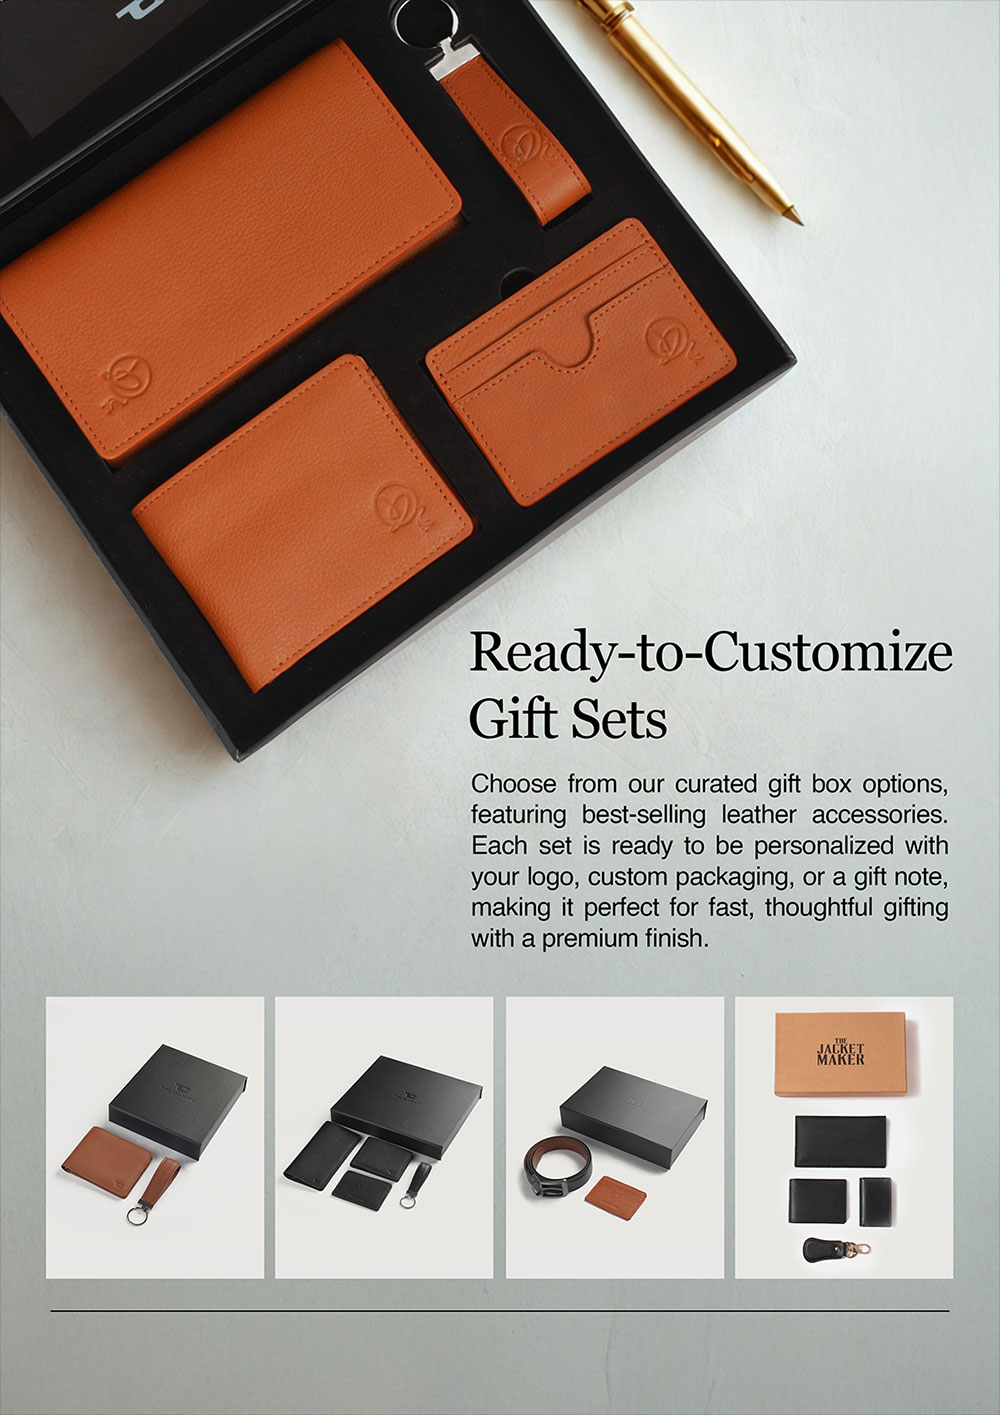 Ready-to-Customize
Gift Sets
Choose from our curated gift box options,
featuring best-selling leather accessories.
Each set is ready to be personalized with
your logo, custom packaging, or a gift note,
making it perfect for fast, thoughtful gifting
with a premium finish.
THE
JACKET
MAKER